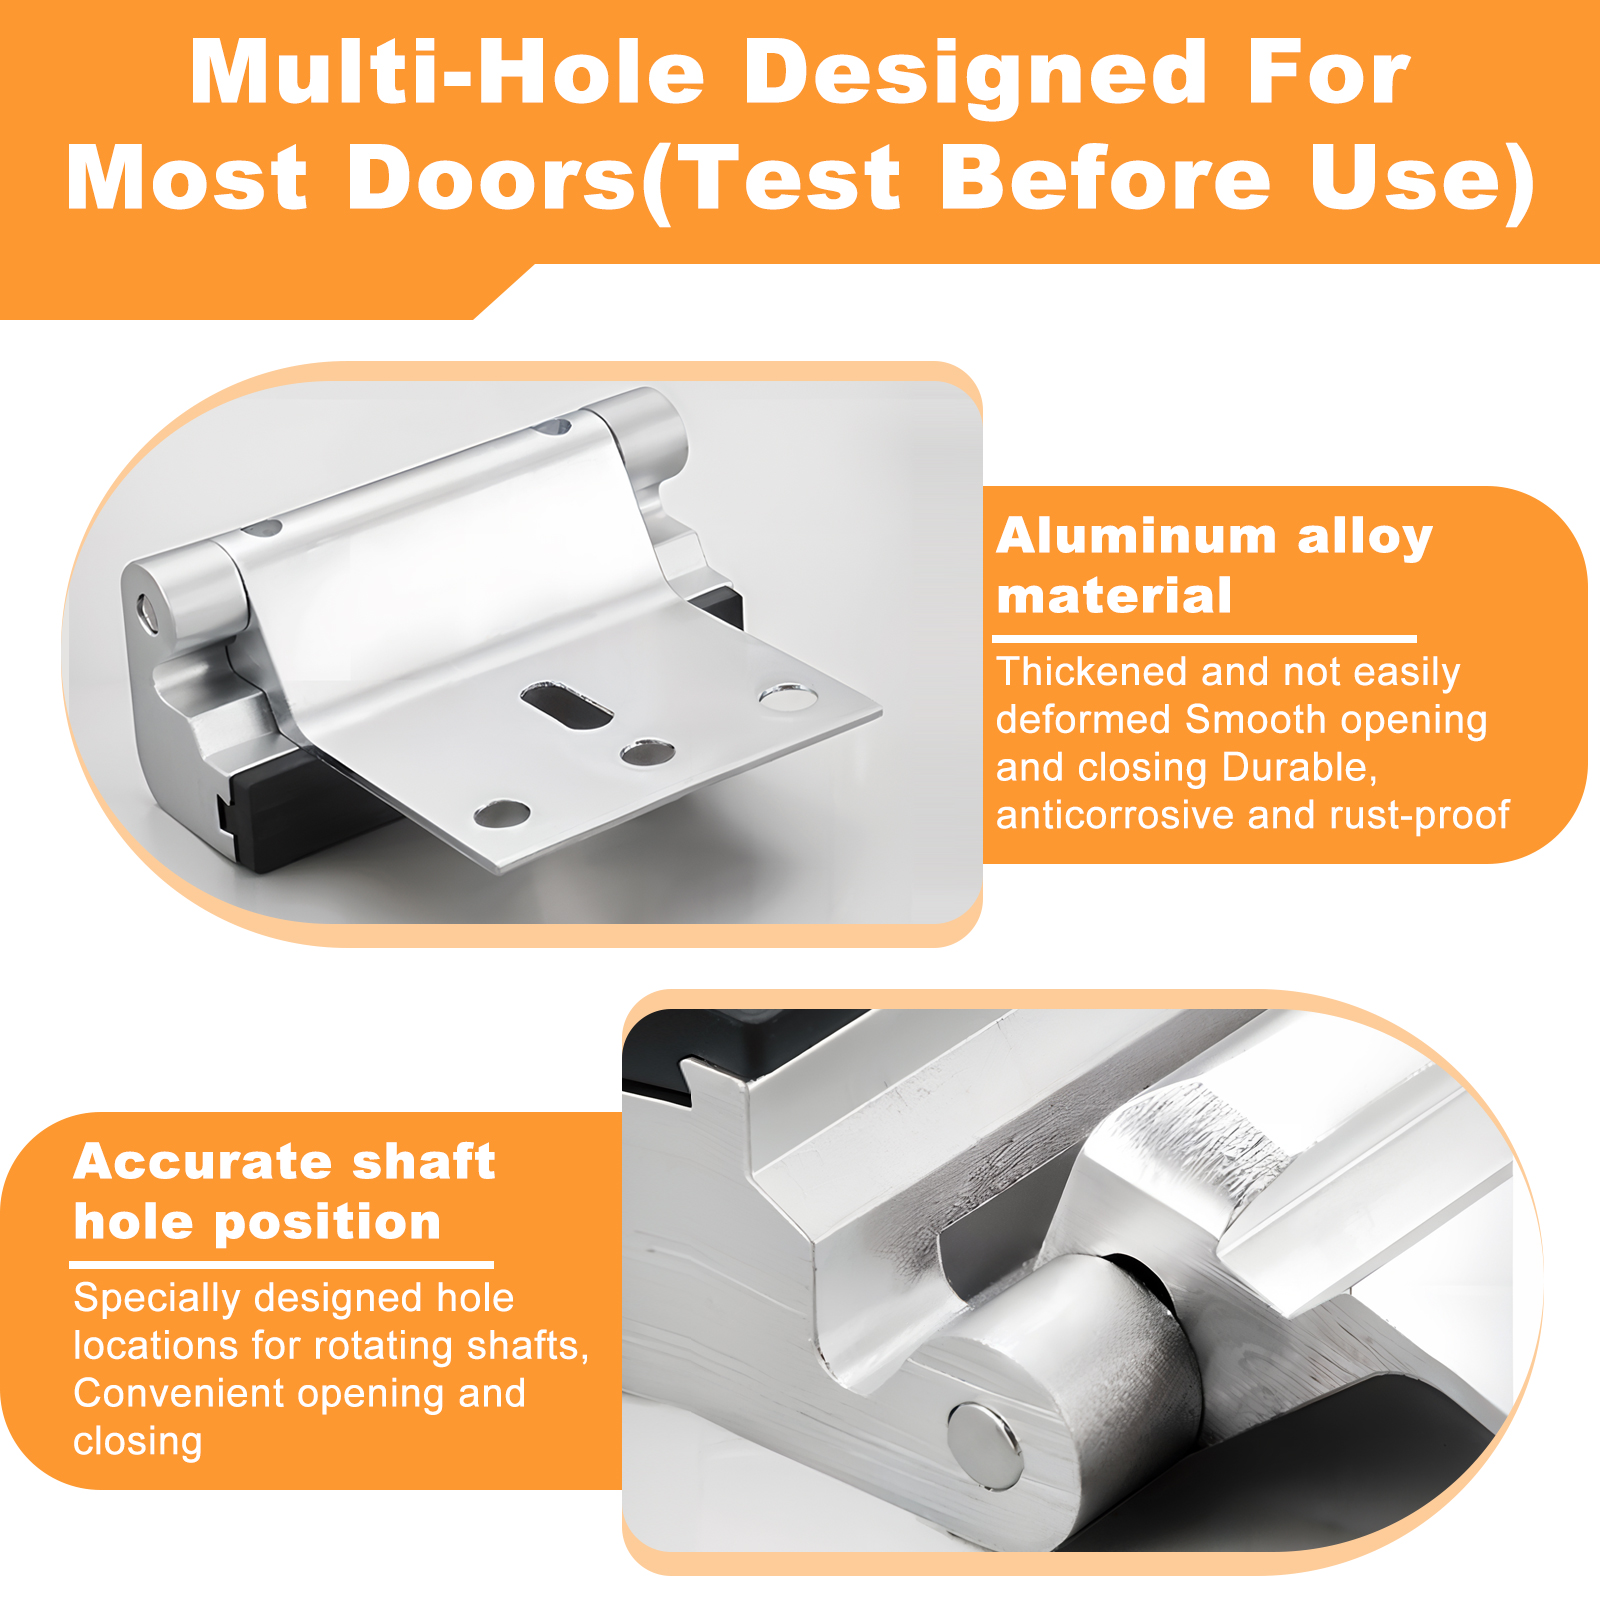 Multi-Hole Designed For
Most Doors(Test Before Use)
Aluminum alloy
material
Thickened and not easily
deformed Smooth opening
and closing Durable,
anticorrosive and rust-proof
Accurate shaft
hole position
Specially designed hole
locations for rotating shafts,
Convenient opening and
closing